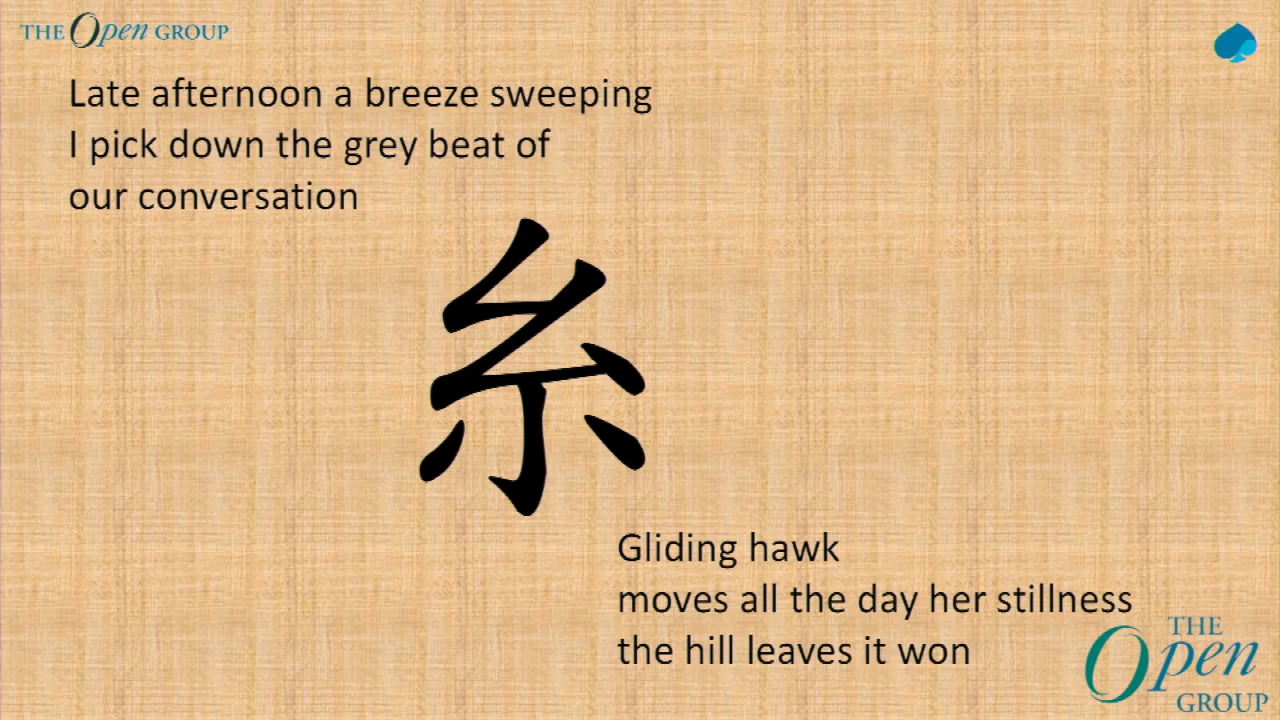 THE Open GROUP
Late afternoon a breeze sweeping
I pick down the grey beat of
our conversation
糸
Gliding hawk
moves all the day her stillness
the hill leaves it won
THE
Open
GROUP